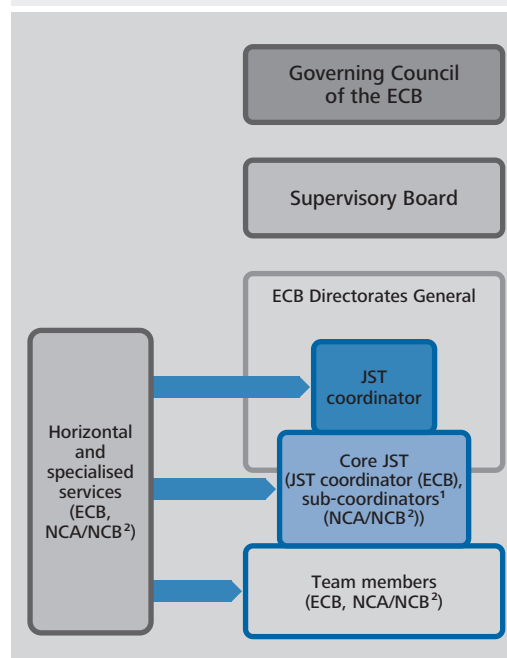 Governing Council
of the ECB
Supervisory Board
ECB Directorates General
JST
coordinator
Horizontal
and
specialised
services
(ECB,
NCA/NCB²)
Core JST
(JST coordinator (ECB),
sub-coordinators¹
(NCA/NCB²))
Team members
(ECB, NCA/NCB²)